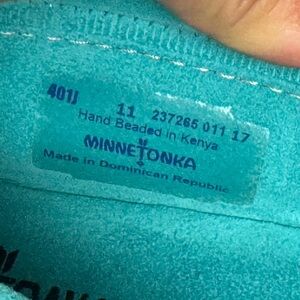 401J 11 237265 011 17
Hand Beaded in Kenya
MINNETONKA
Made in Dominican Republic